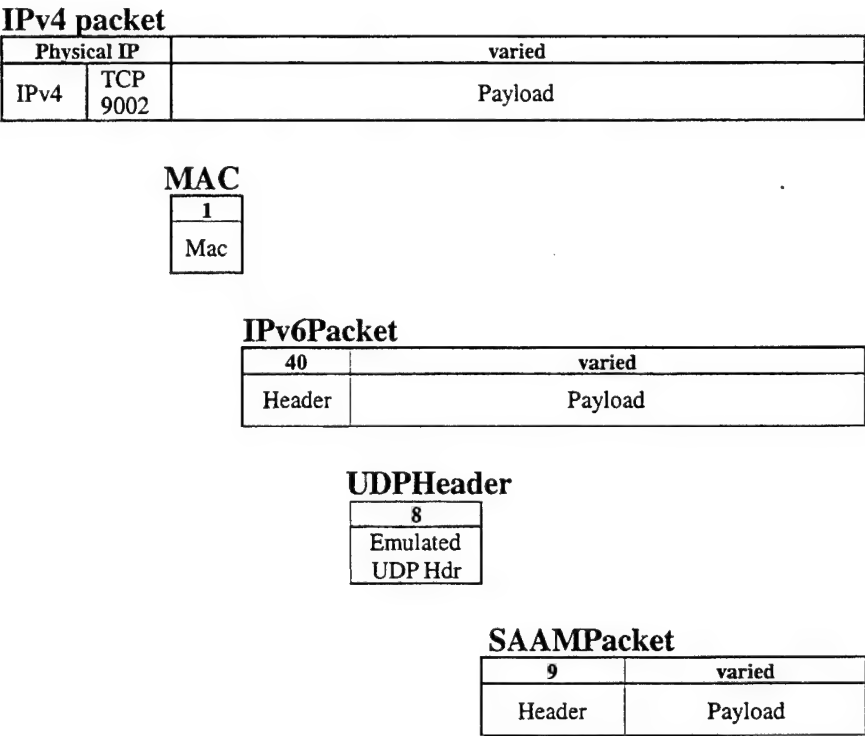 IPv4 packet
Physical IP varied
IPv4 TCP 9002 Payload
MAC
1
Mac
IPv6Packet
40 varied
Header Payload
UDPHeader
8
Emulated
UDP Hdr
SAAMPacket
9 varied
Header Payload